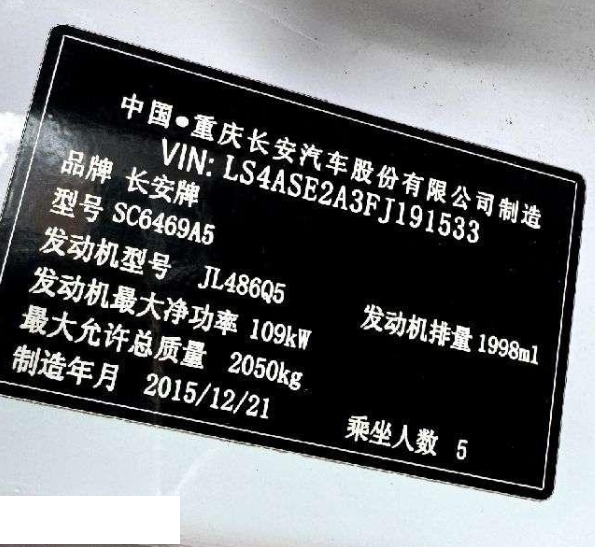 中国●重庆长安汽车股份有限公司制造
VIN: LS4ASE2A3FJ191533
品牌 长安牌
型号 SC6469A5
发动机型号 JL486Q5
发动机排量 1998ml
发动机最大净功率 109kW
最大允许总质量 2050kg
制造年月 2015/12/21
乘坐人数 5